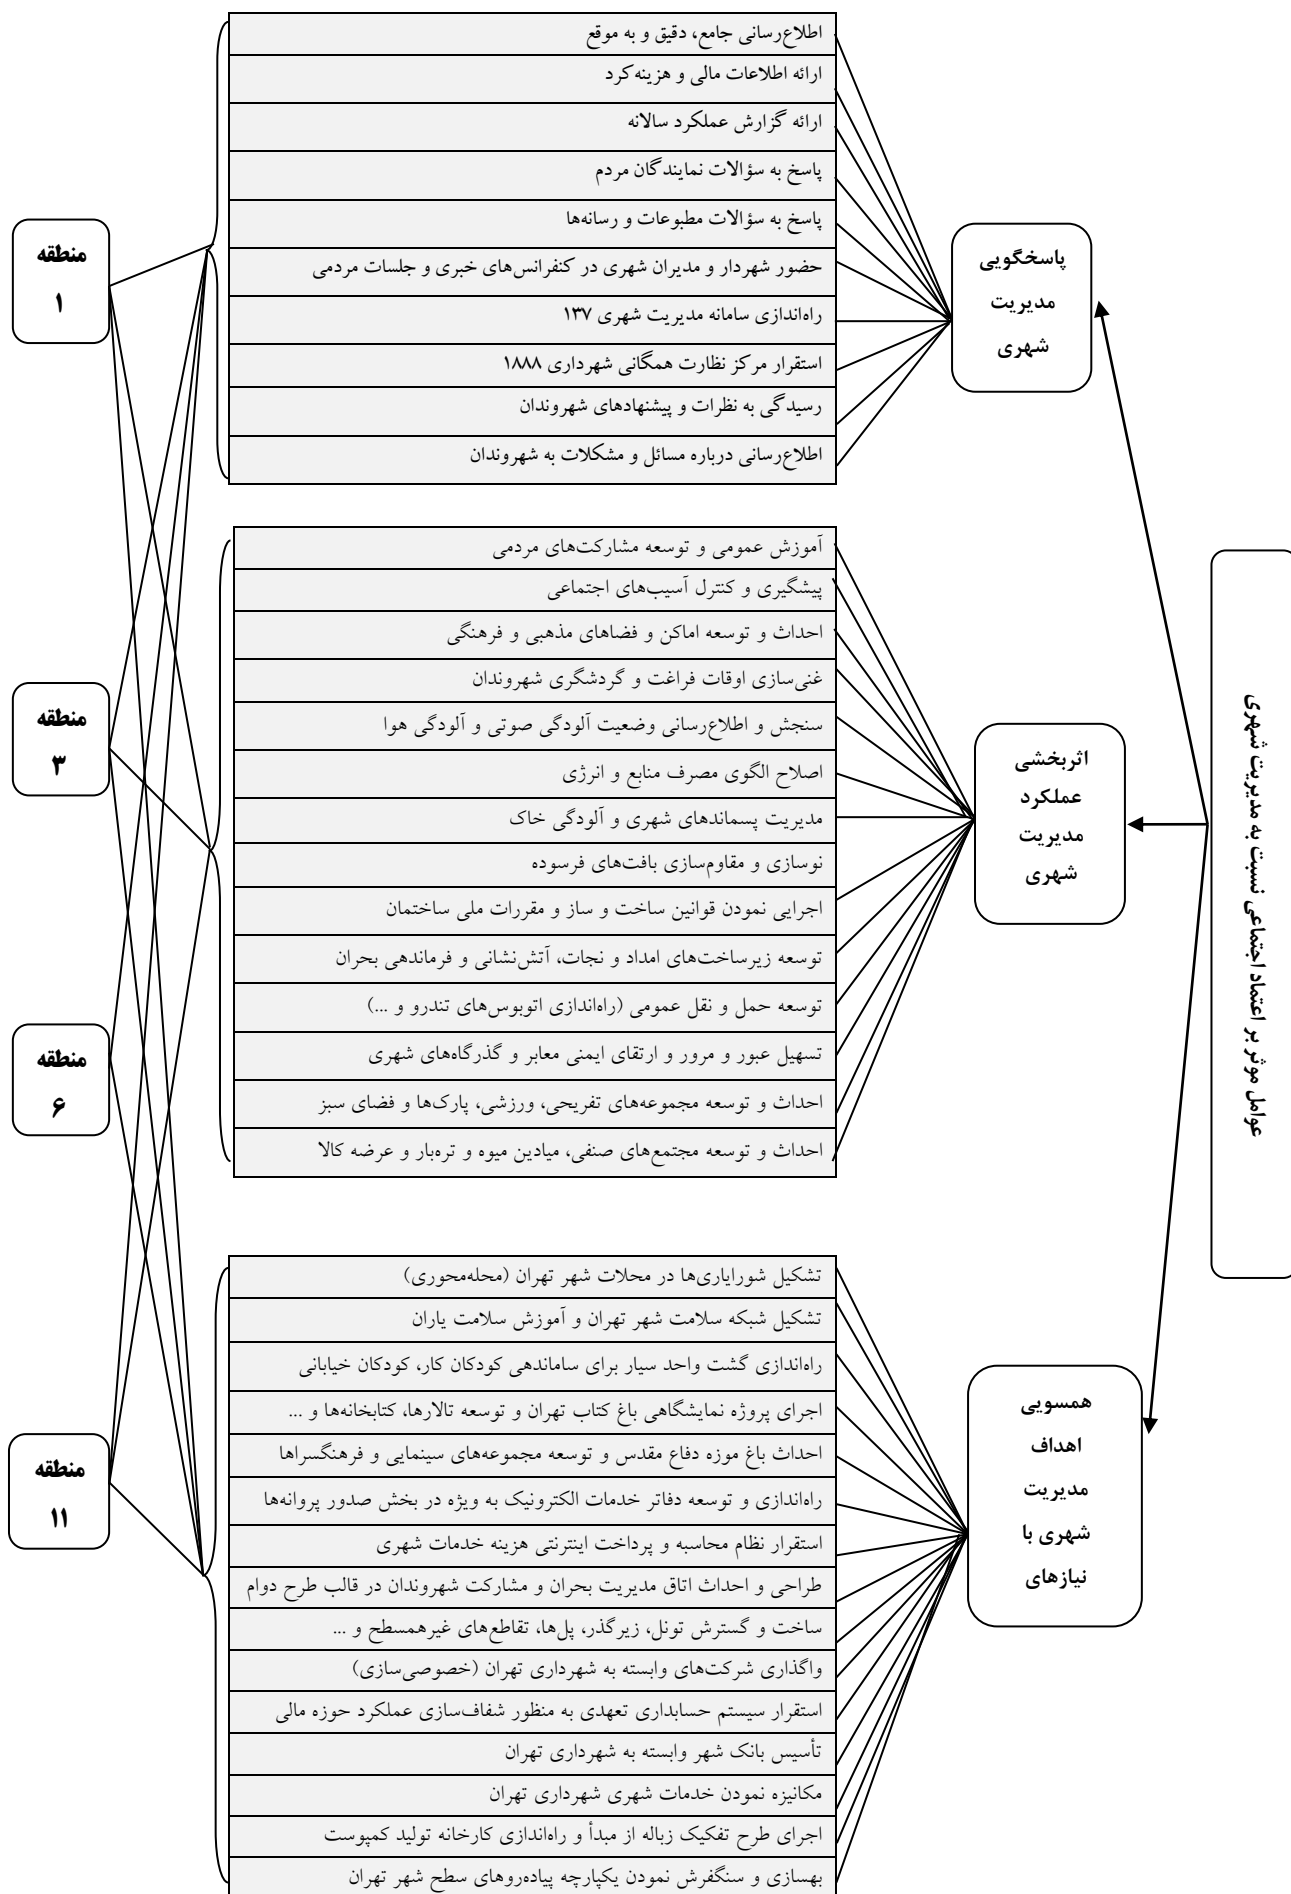 عوامل موثر بر اعتماد اجتماعی نسبت به مدیریت شهری
پاسخگویی
مدیریت
شهری
اطلاع‌رسانی جامع، دقیق و به موقع
ارائه اطلاعات مالی و هزینه‌کرد
ارائه گزارش عملکرد سالانه
پاسخ به سؤالات نمایندگان مردم
پاسخ به سؤالات مطبوعات و رسانه‌ها
حضور شهردار و مدیران شهری در کنفرانس‌های خبری و جلسات مردمی
راه‌اندازی سامانه مدیریت شهری ۱۳۷
استقرار مرکز نظارت همگانی شهرداری ۱۸۸۸
رسیدگی به نظرات و پیشنهادهای شهروندان
اطلاع‌رسانی درباره مسائل و مشکلات به شهروندان
اثربخشی
عملکرد
مدیریت
شهری
آموزش عمومی و توسعه مشارکت‌های مردمی
پیشگیری و کنترل آسیب‌های اجتماعی
احداث و توسعه اماکن و فضاهای مذهبی و فرهنگی
غنی‌سازی اوقات فراغت و گردشگری شهروندان
سنجش و اطلاع‌رسانی وضعیت آلودگی صوتی و آلودگی هوا
اصلاح الگوی مصرف منابع و انرژی
مدیریت پسماندهای شهری و آلودگی خاک
نوسازی و مقاوم‌سازی بافت‌های فرسوده
اجرایی نمودن قوانین ساخت و ساز و مقررات ملی ساختمان
توسعه زیرساخت‌های امداد و نجات، آتش‌نشانی و فرماندهی بحران
توسعه حمل و نقل عمومی (راه‌اندازی اتوبوس‌های تندرو و ...)
تسهیل عبور و مرور و ارتقای ایمنی معابر و گذرگاه‌های شهری
احداث و توسعه مجموعه‌های تفریحی، ورزشی، پارک‌ها و فضای سبز
احداث و توسعه مجتمع‌های صنفی، میادین میوه و تره‌بار و عرضه کالا
همسویی
اهداف
مدیریت
شهری با
نیازهای
تشکیل شورایاری‌ها در محلات شهر تهران (محله‌محوری)
تشکیل شبکه سلامت شهر تهران و آموزش سلامت یاران
راه‌اندازی گشت واحد سیار برای ساماندهی کودکان کار، کودکان خیابانی
اجرای پروژه نمایشگاهی باغ کتاب تهران و توسعه تالارها، کتابخانه‌ها و ...
احداث باغ موزه دفاع مقدس و توسعه مجموعه‌های سینمایی و فرهنگسراها
راه‌اندازی و توسعه دفاتر خدمات الکترونیک به ویژه در بخش صدور پروانه‌ها
استقرار نظام محاسبه و پرداخت اینترنتی هزینه خدمات شهری
طراحی و احداث اتاق مدیریت بحران و مشارکت شهروندان در قالب طرح دوام
ساخت و گسترش تونل، زیرگذر، پل‌ها، تقاطع‌های غیرهمسطح و ...
واگذاری شرکت‌های وابسته به شهرداری تهران (خصوصی‌سازی)
استقرار سیستم حسابداری تعهدی به منظور شفاف‌سازی عملکرد حوزه مالی
تأسیس بانک شهر وابسته به شهرداری تهران
مکانیزه نمودن خدمات شهری شهرداری تهران
اجرای طرح تفکیک زباله از مبدأ و راه‌اندازی کارخانه تولید کمپوست
بهسازی و سنگفرش نمودن یکپارچه پیاده‌روهای سطح شهر تهران
منطقه
۱
منطقه
۳
منطقه
۶
منطقه
۱۱